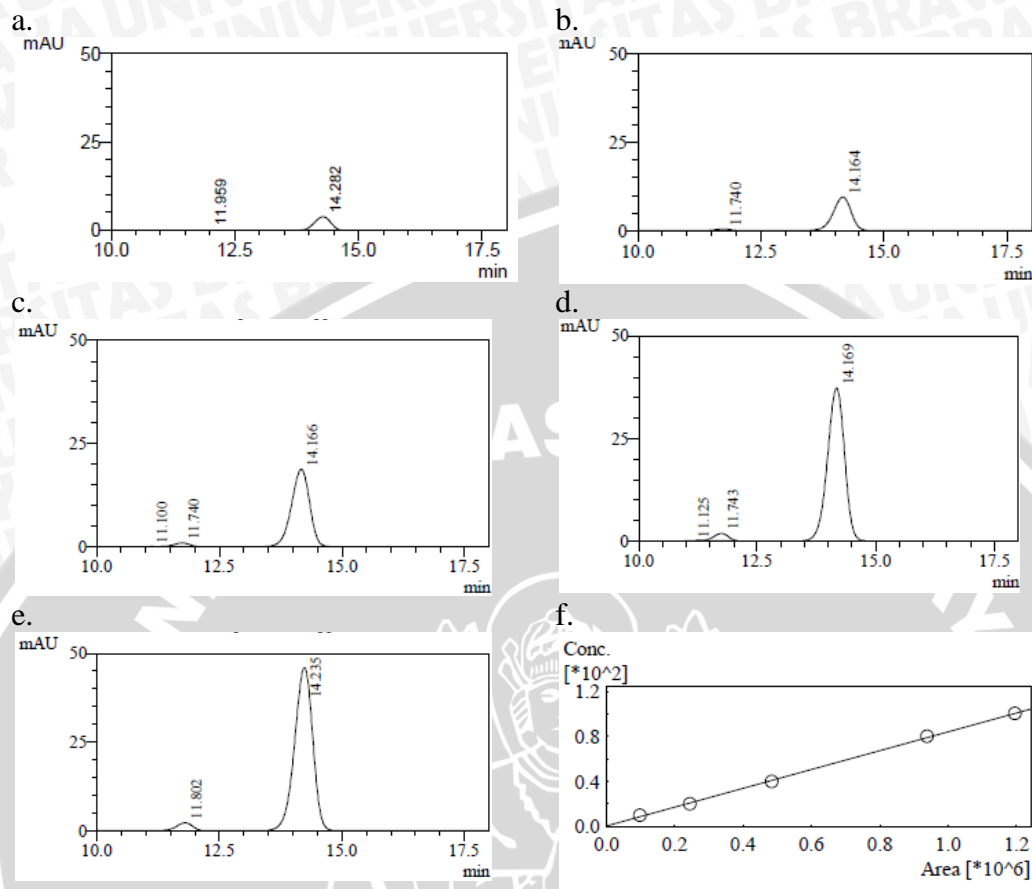 a.
mAU
50
25
0
11.959
14.282
10.0 12.5 15.0 17.5
min
b.
mAU
50
25
0
11.740
14.164
10.0 12.5 15.0 17.5
min
c.
mAU
50
25
0
11.100
11.740
14.166
10.0 12.5 15.0 17.5
min
d.
mAU
50
25
0
11.125
11.743
14.169
10.0 12.5 15.0 17.5
min
e.
mAU
50
25
0
11.802
14.235
10.0 12.5 15.0 17.5
min
f.
Conc.
[*10^2]
1.2
0.8
0.4
0.0
0.0 0.2 0.4 0.6 0.8 1.0 1.2
Area [*10^6]